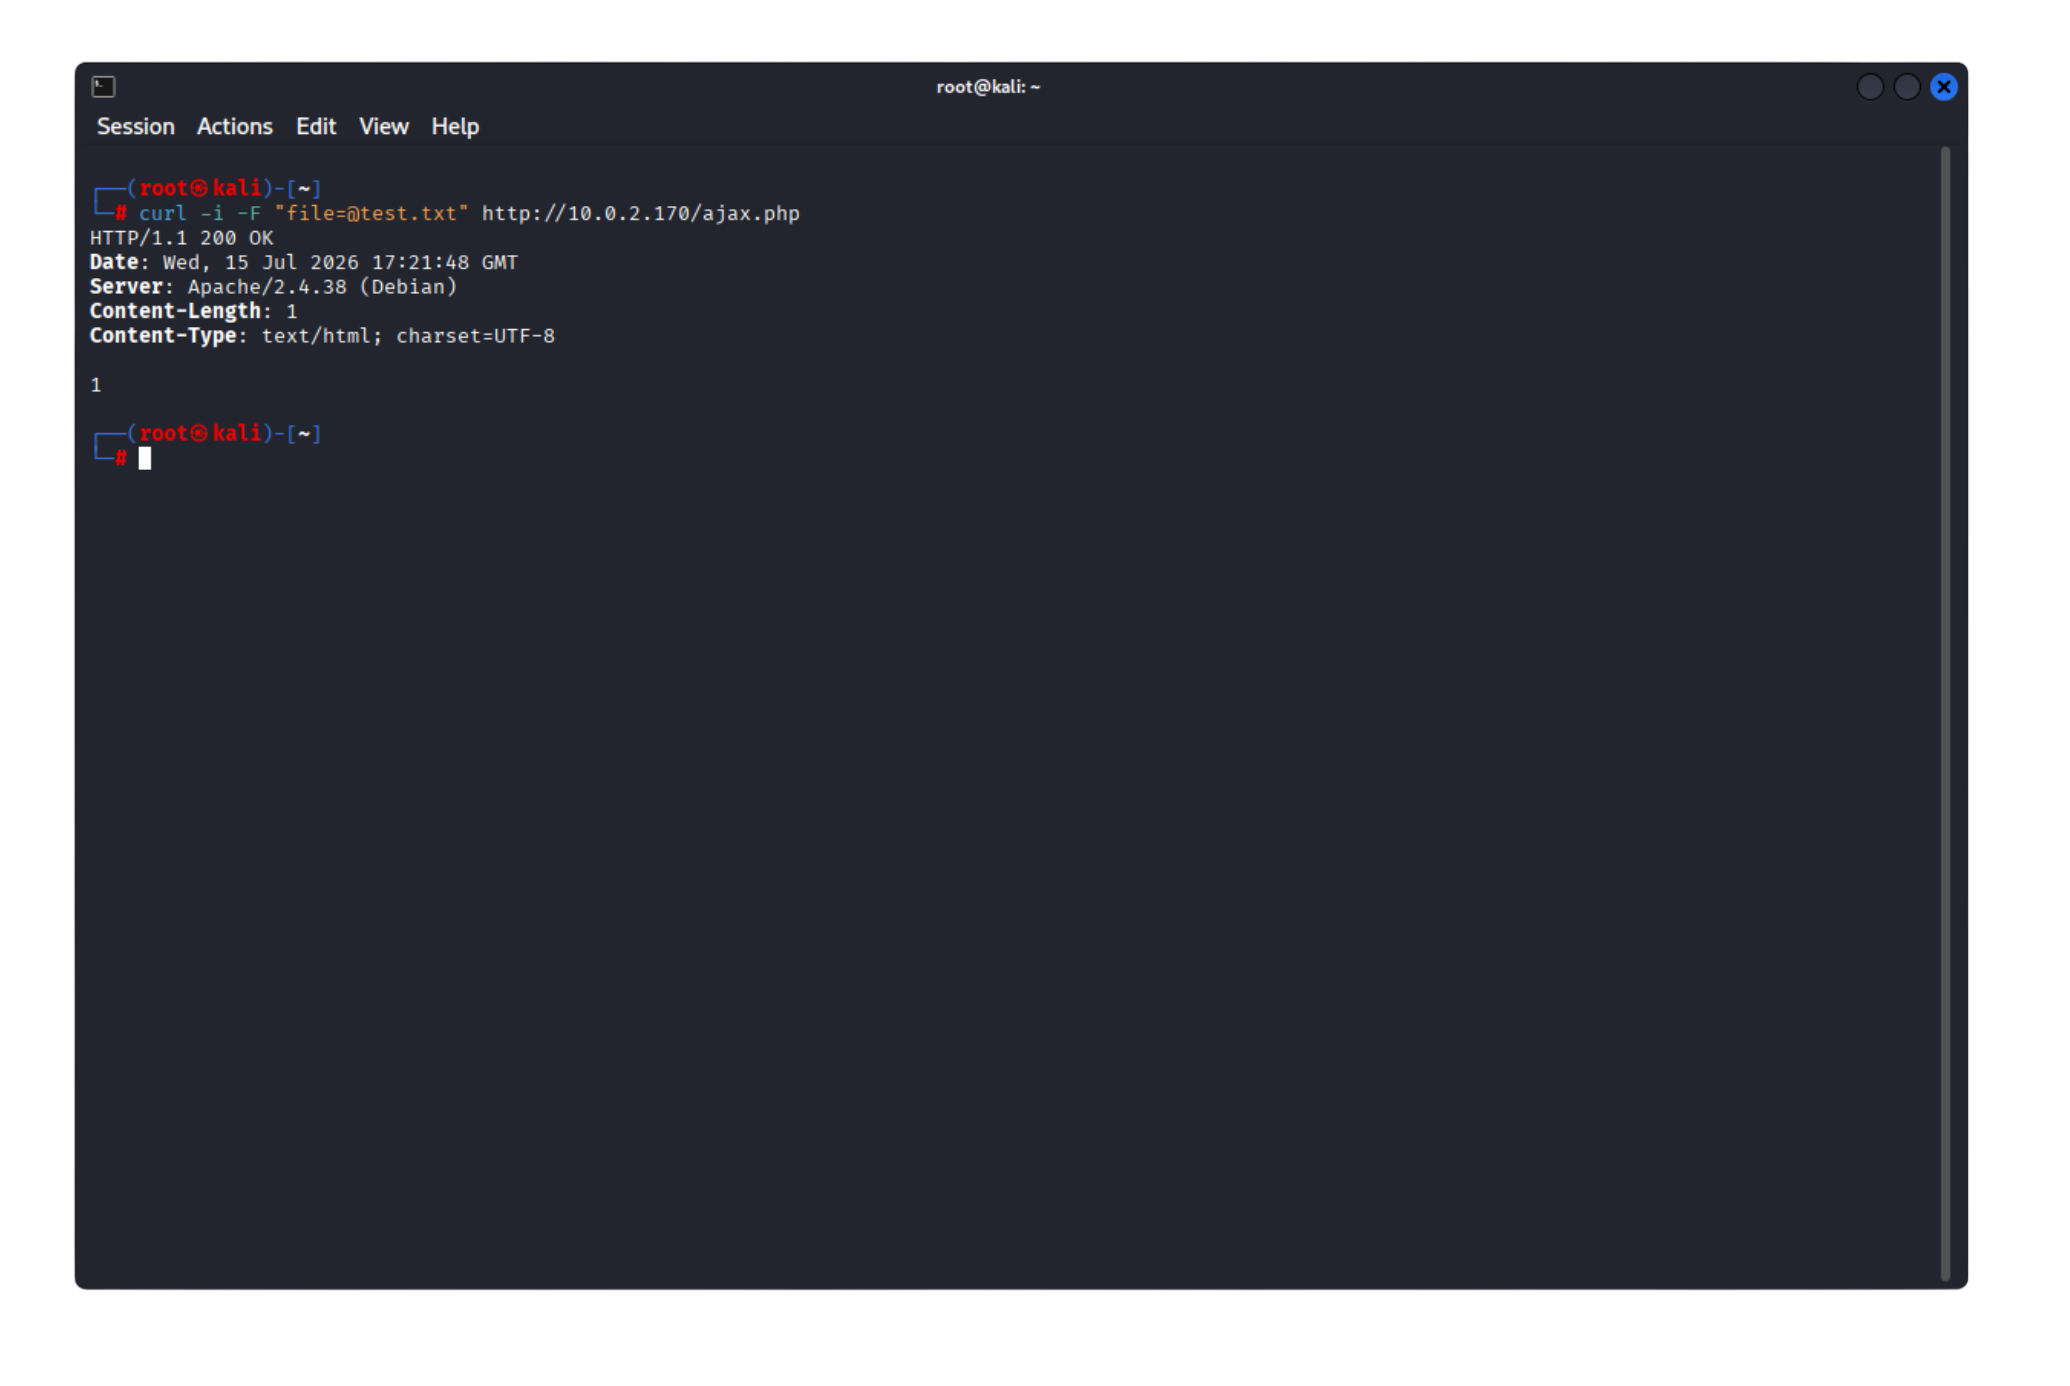 root@kali: ~
Session Actions Edit View Help
┌──(root㉿kali)-[~]
└─# curl -i -F "file=@test.txt" http://10.0.2.170/ajax.php
HTTP/1.1 200 OK
Date: Wed, 15 Jul 2026 17:21:48 GMT
Server: Apache/2.4.38 (Debian)
Content-Length: 1
Content-Type: text/html; charset=UTF-8
1
┌──(root㉿kali)-[~]
└─#